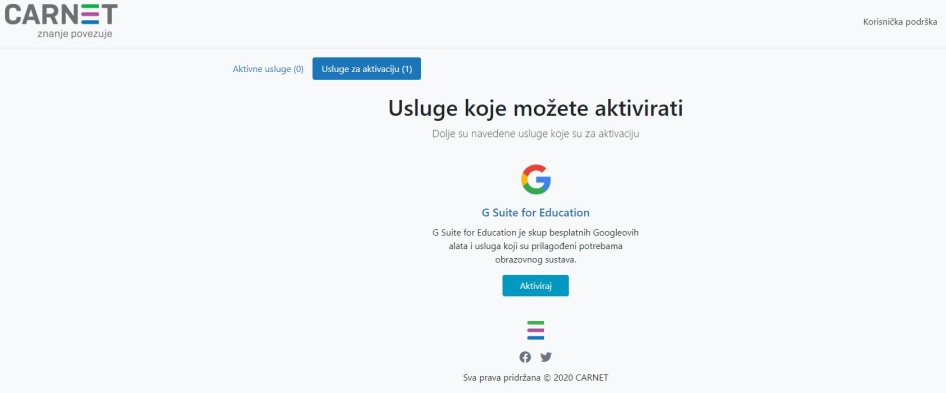 CARNET
znanje povezuje
Korisnička podrška
Aktivne usluge (0) Usluge za aktivaciju (1)
Usluge koje možete aktivirati
Dolje su navedene usluge koje su za aktivaciju
G Suite for Education
G Suite for Education je skup besplatnih Googleovih
alata i usluga koji su prilagođeni potrebama
obrazovnog sustava.
Aktiviraj
Sva prava pridržana © 2020 CARNET